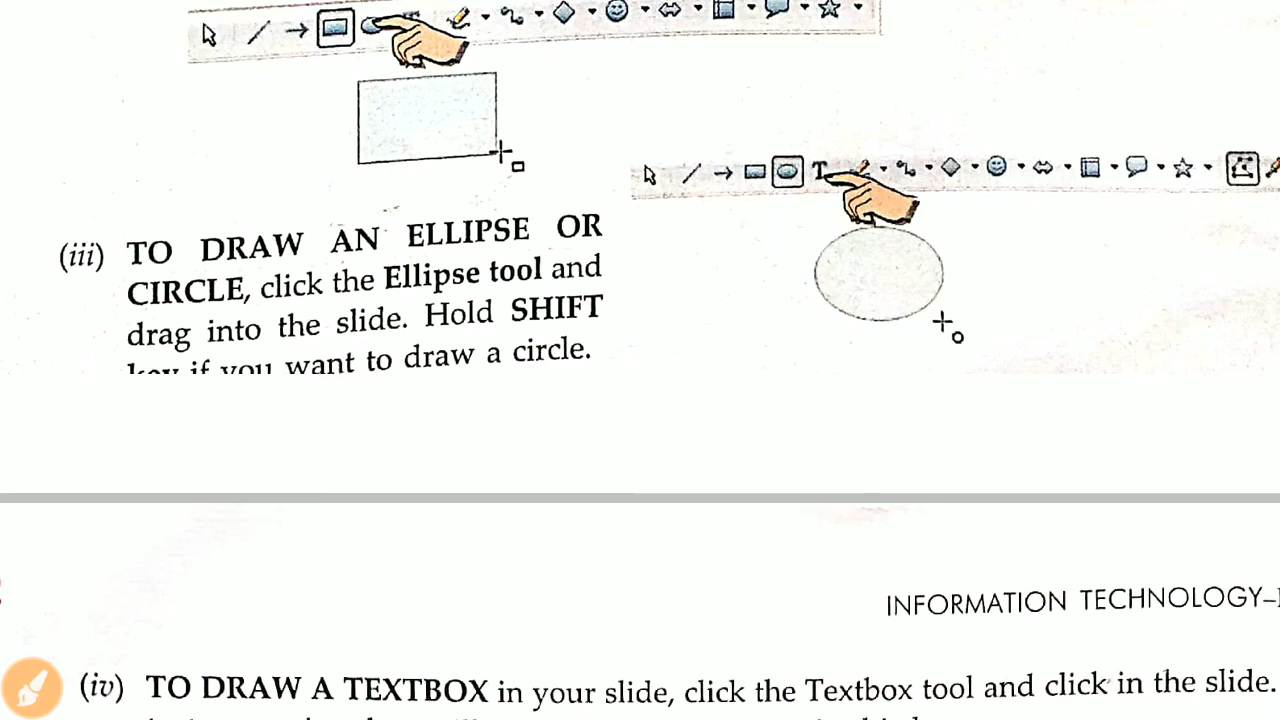 (iii) TO DRAW AN ELLIPSE OR
CIRCLE, click the Ellipse tool and
drag into the slide. Hold SHIFT
key if you want to draw a circle.
T
INFORMATION TECHNOLOGY–
(iv) TO DRAW A TEXTBOX in your slide, click the Textbox tool and click in the slide.